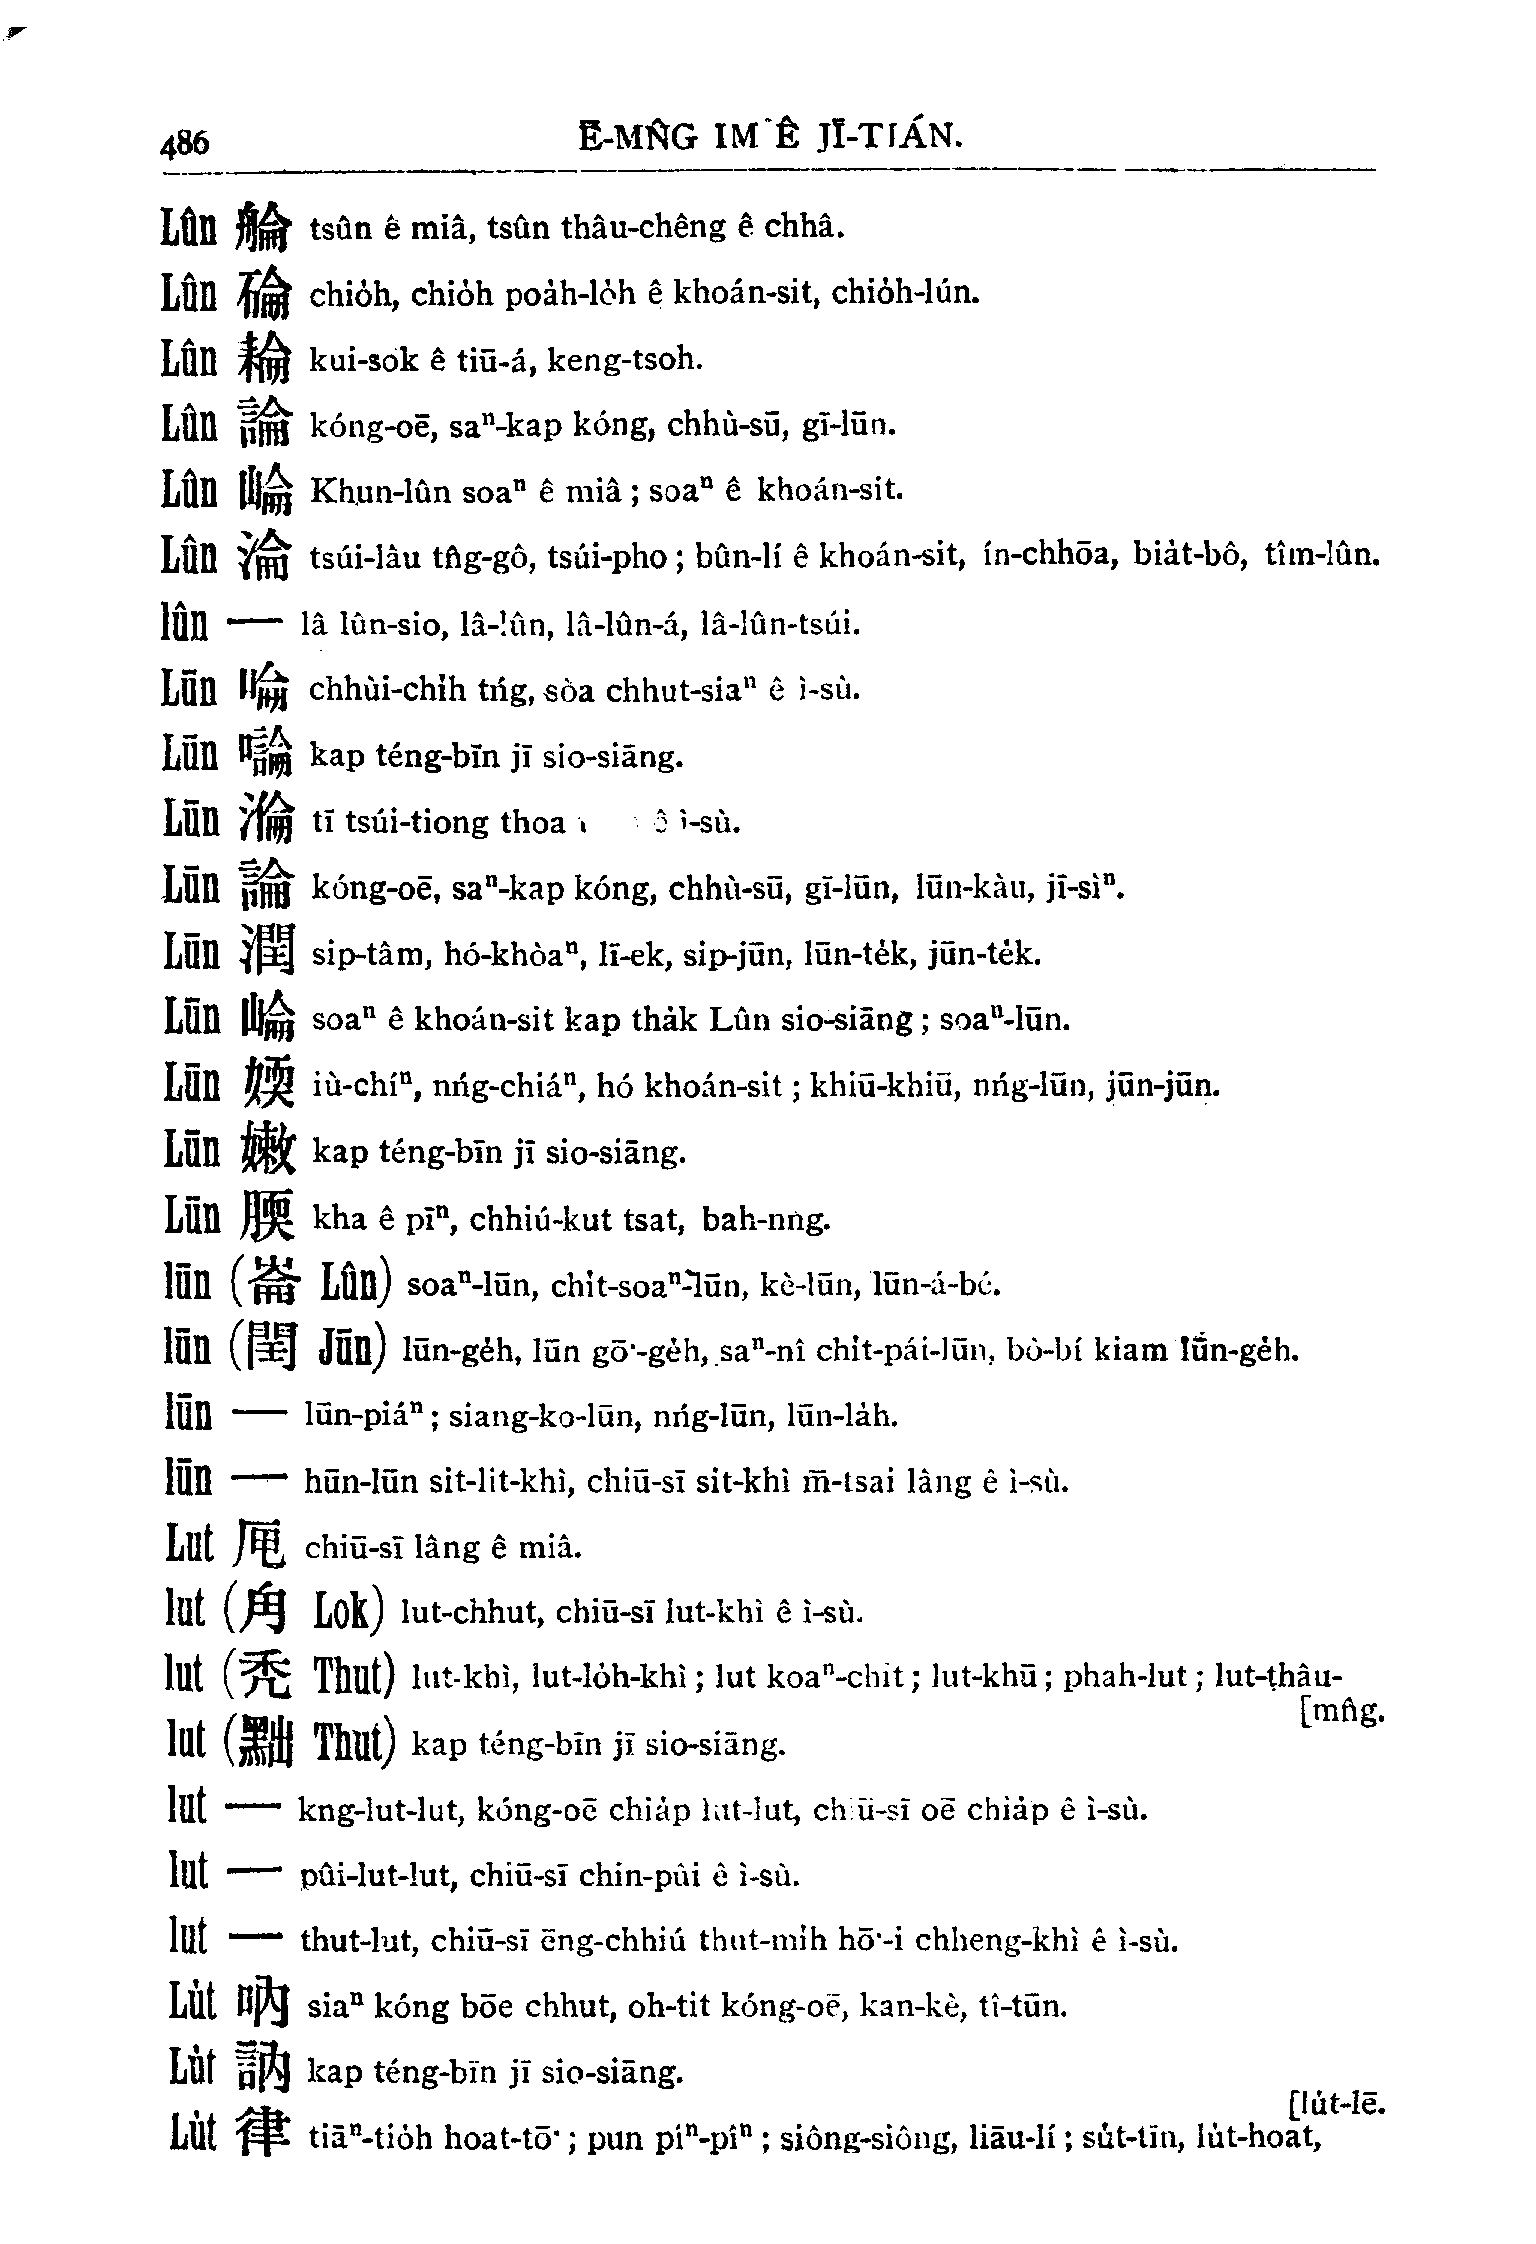 486 Ē-MN̂G IM Ê JĪ-TIÁN.
Lûn 艑 tsûn ê miâ, tsûn thâu-chêng ê chhâ.
Lûn 碖 chio̍h, chio̍h poa̍h-lo̍h ê khoán-sit, chio̍h-lún.
Lûn 耣 kui-sok ê tiū-á, keng-tsoh.
Lûn 論 kóng-oē, saⁿ-kap kóng, chhù-sū, gī-lūn.
Lûn 崘 Khun-lûn soaⁿ ê miâ; soaⁿ ê khoán-sit.
Lûn 淪 tsúi-lâu tn̂g-gô, tsúi-pho; bûn-lí ê khoán-sit, ín-chhōa, bia̍t-bô, tîm-lûn.
lûn — lâ lûn-sio, lâ-lûn, lâ-lûn-á, lâ-lûn-tsúi.
Lūn 啽 chhùi-chi̍h tńg, sòa chhut-siaⁿ ê ì-sù.
Lūn kap téng-bīn jī sio-siāng.
Lūn tī tsúi-tiong thoa ê ì-sù.
Lūn 論 kóng-oē, saⁿ-kap kóng, chhù-sū, gī-lūn, lūn-kàu, jī-sìⁿ.
Lūn 潤 sip-tâm, hó-khòaⁿ, lī-ek, sip-jūn, lūn-te̍k, jūn-te̍k.
Lūn 崘 soaⁿ ê khoán-sit kap tha̍k Lûn sio-siāng; soaⁿ-lūn.
Lūn 媆 iù-chíⁿ, nńg-chiáⁿ, hó khoán-sit; khiū-khiū, nńg-lūn, jūn-jūn.
Lūn 嫩 kap téng-bīn jī sio-siāng.
Lūn 腝 kha ê pīⁿ, chhiú-kut tsat, bah-nńg.
lūn (崙 Lûn) soaⁿ-lūn, chi̍t-soaⁿ-lūn, kè-lūn, lūn-á-bé.
lūn (閏 Jūn) lūn-ge̍h, lūn gō͘-ge̍h, saⁿ-nî chi̍t-pái-lūn, bò-bí kiam lūn-ge̍h.
lūn — lūn-piáⁿ; siang-ko-lūn, nńg-lūn, lūn-la̍h.
lūn — hūn-lūn sit-lit-khì, chiū-sī sit-khì m̄-tsai lâng ê ì-sù.
Lut 黾 chiū-sī lâng ê miâ.
lut (角 Lok) lut-chhut, chiū-sī lut-khì ê ì-sù.
lut (禿 Thut) lut-khì, lut-lo̍h-khì; lut koaⁿ-chit; lut-khū; phah-lut; lut-thâu-
[mn̂g.
lut (黜 Thut) kap téng-bīn jī sio-siāng.
lut — kng-lut-lut, kóng-oē chia̍p lut-lut, chiū-sī oē chia̍p ê ì-sù.
lut — pûi-lut-lut, chiū-sī chin-pûi ê ì-sù.
lut — thut-lut, chiū-sī ēng-chhiú thut-mi̍h hō͘-i chheng-khì ê ì-sù.
Lu̍t 吶 siaⁿ kóng bōe chhut, oh-tit kóng-oē, kan-kè, tî-tūn.
Lu̍t 訥 kap téng-bīn jī sio-siāng.
[lu̍t-lē.
Lu̍t 律 tiāⁿ-tio̍h hoat-tō͘; pun pîⁿ-pîⁿ; siông-siông, liāu-lí; su̍t-tīn, lu̍t-hoat,